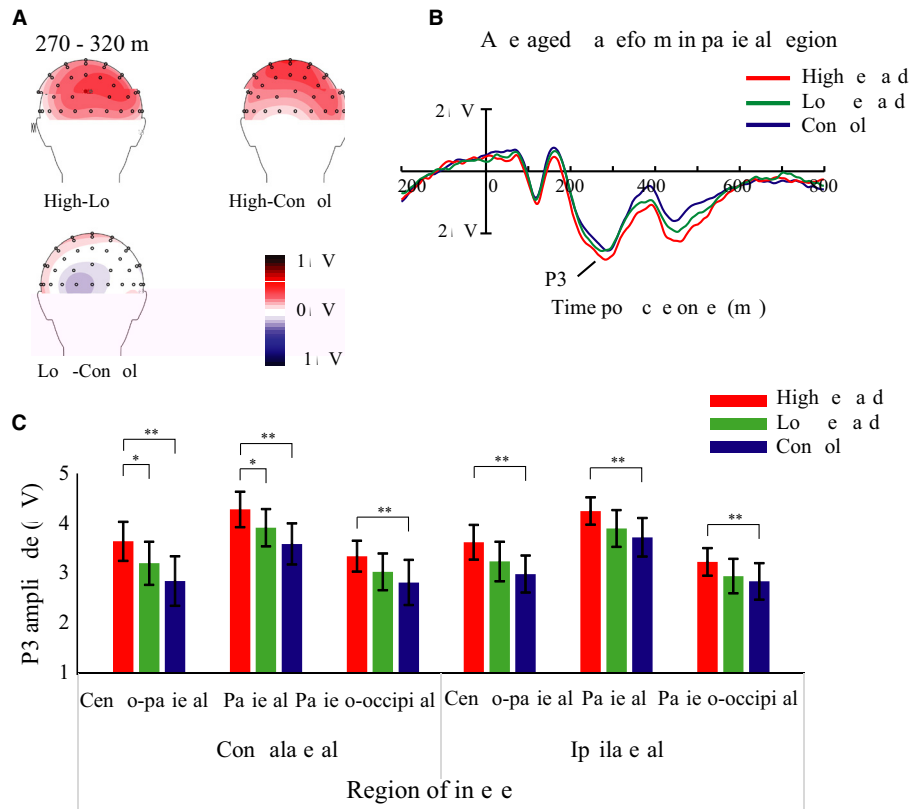 A
270 - 320 m
High-Lo
High-Con ol
Lo -Con ol
1 V
0 V
1 V
B
A e aged a efo m in pa ie al egion
High e a d
Lo e a d
Con ol
2 V
200 0 200 400 600 800
2 V
P3
Time po c e on e (m )
C
High e a d
Lo e a d
Con ol
** * ** * ** ** ** **
P3 ampli de ( V)
5
4
3
2
1
Cen o-pa ie al Pa ie al Pa ie o-occipi al Cen o-pa ie al Pa ie al Pa ie o-occipi al
Con ala e al Ip ila e al
Region of in e e